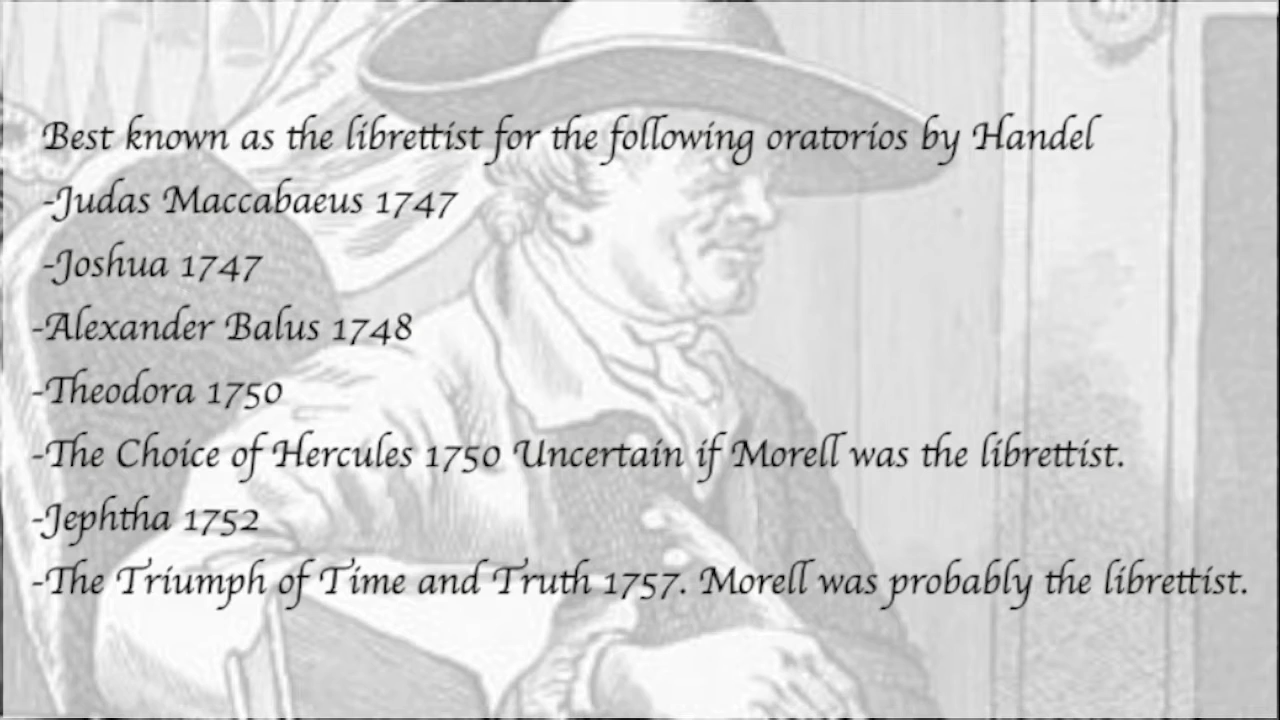 Best known as the librettist for the following oratorios by Handel
-Judas Maccabaeus 1747
-Joshua 1747
-Alexander Balus 1748
-Theodora 1750
-The Choice of Hercules 1750 Uncertain if Morell was the librettist.
-Jephtha 1752
-The Triumph of Time and Truth 1757. Morell was probably the librettist.